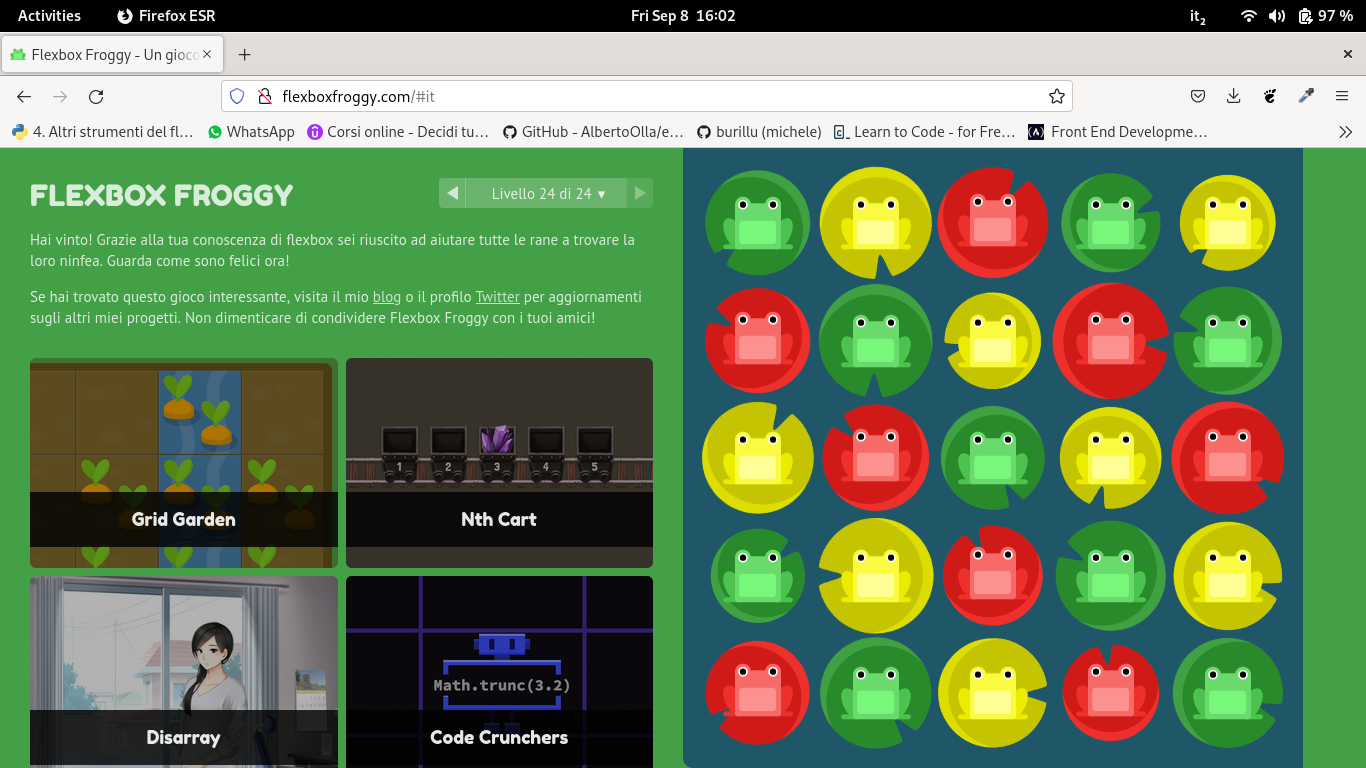 Activities Firefox ESR Fri Sep 8 16:02 it2 97 %
Flexbox Froggy - Un gioco
flexboxfroggy.com/#it
4. Altri strumenti del fl… WhatsApp Corsi online - Decidi tu… GitHub - AlbertoOlla/e… burillu (michele) Learn to Code - for Fre… Front End Developme…
FLEXBOX FROGGY
Livello 24 di 24 ▾
Hai vinto! Grazie alla tua conoscenza di flexbox sei riuscito ad aiutare tutte le rane a trovare la
loro ninfea. Guarda come sono felici ora!
Se hai trovato questo gioco interessante, visita il mio blog o il profilo Twitter per aggiornamenti
sugli altri miei progetti. Non dimenticare di condividere Flexbox Froggy con i tuoi amici!
1 2 3 4 5
Grid Garden
Nth Cart
Math.trunc(3.2)
Disarray
Code Crunchers